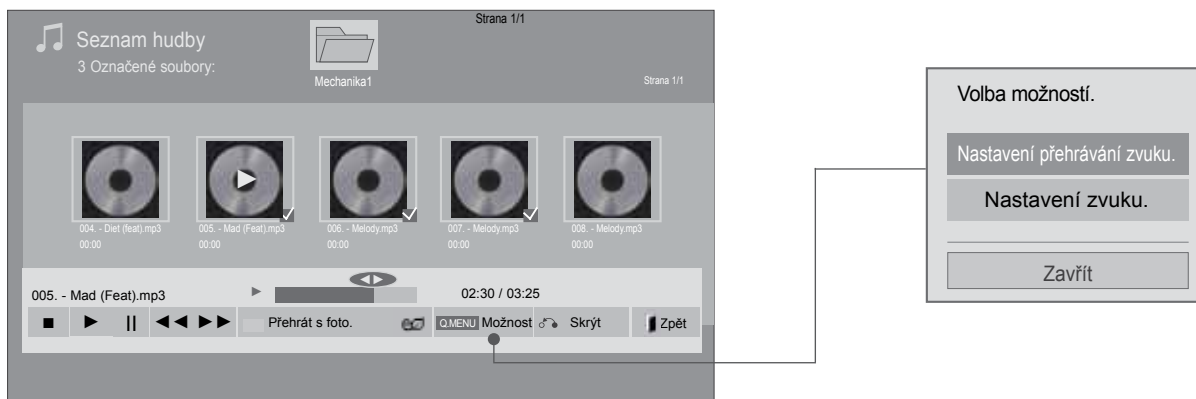 Strana 1/1
Seznam hudby
3 Označené soubory:
Mechanika1
Strana 1/1
004. - Diet (feat).mp3
00:00
005. - Mad (Feat).mp3
00:00
006. - Melody.mp3
00:00
007. - Melody.mp3
00:00
008. - Melody.mp3
00:00
005. - Mad (Feat).mp3
02:30 / 03:25
Přehrát s foto.
Q.MENU Možnost
Skrýt
Zpět
Volba možností.
Nastavení přehrávání zvuku.
Nastavení zvuku.
Zavřít